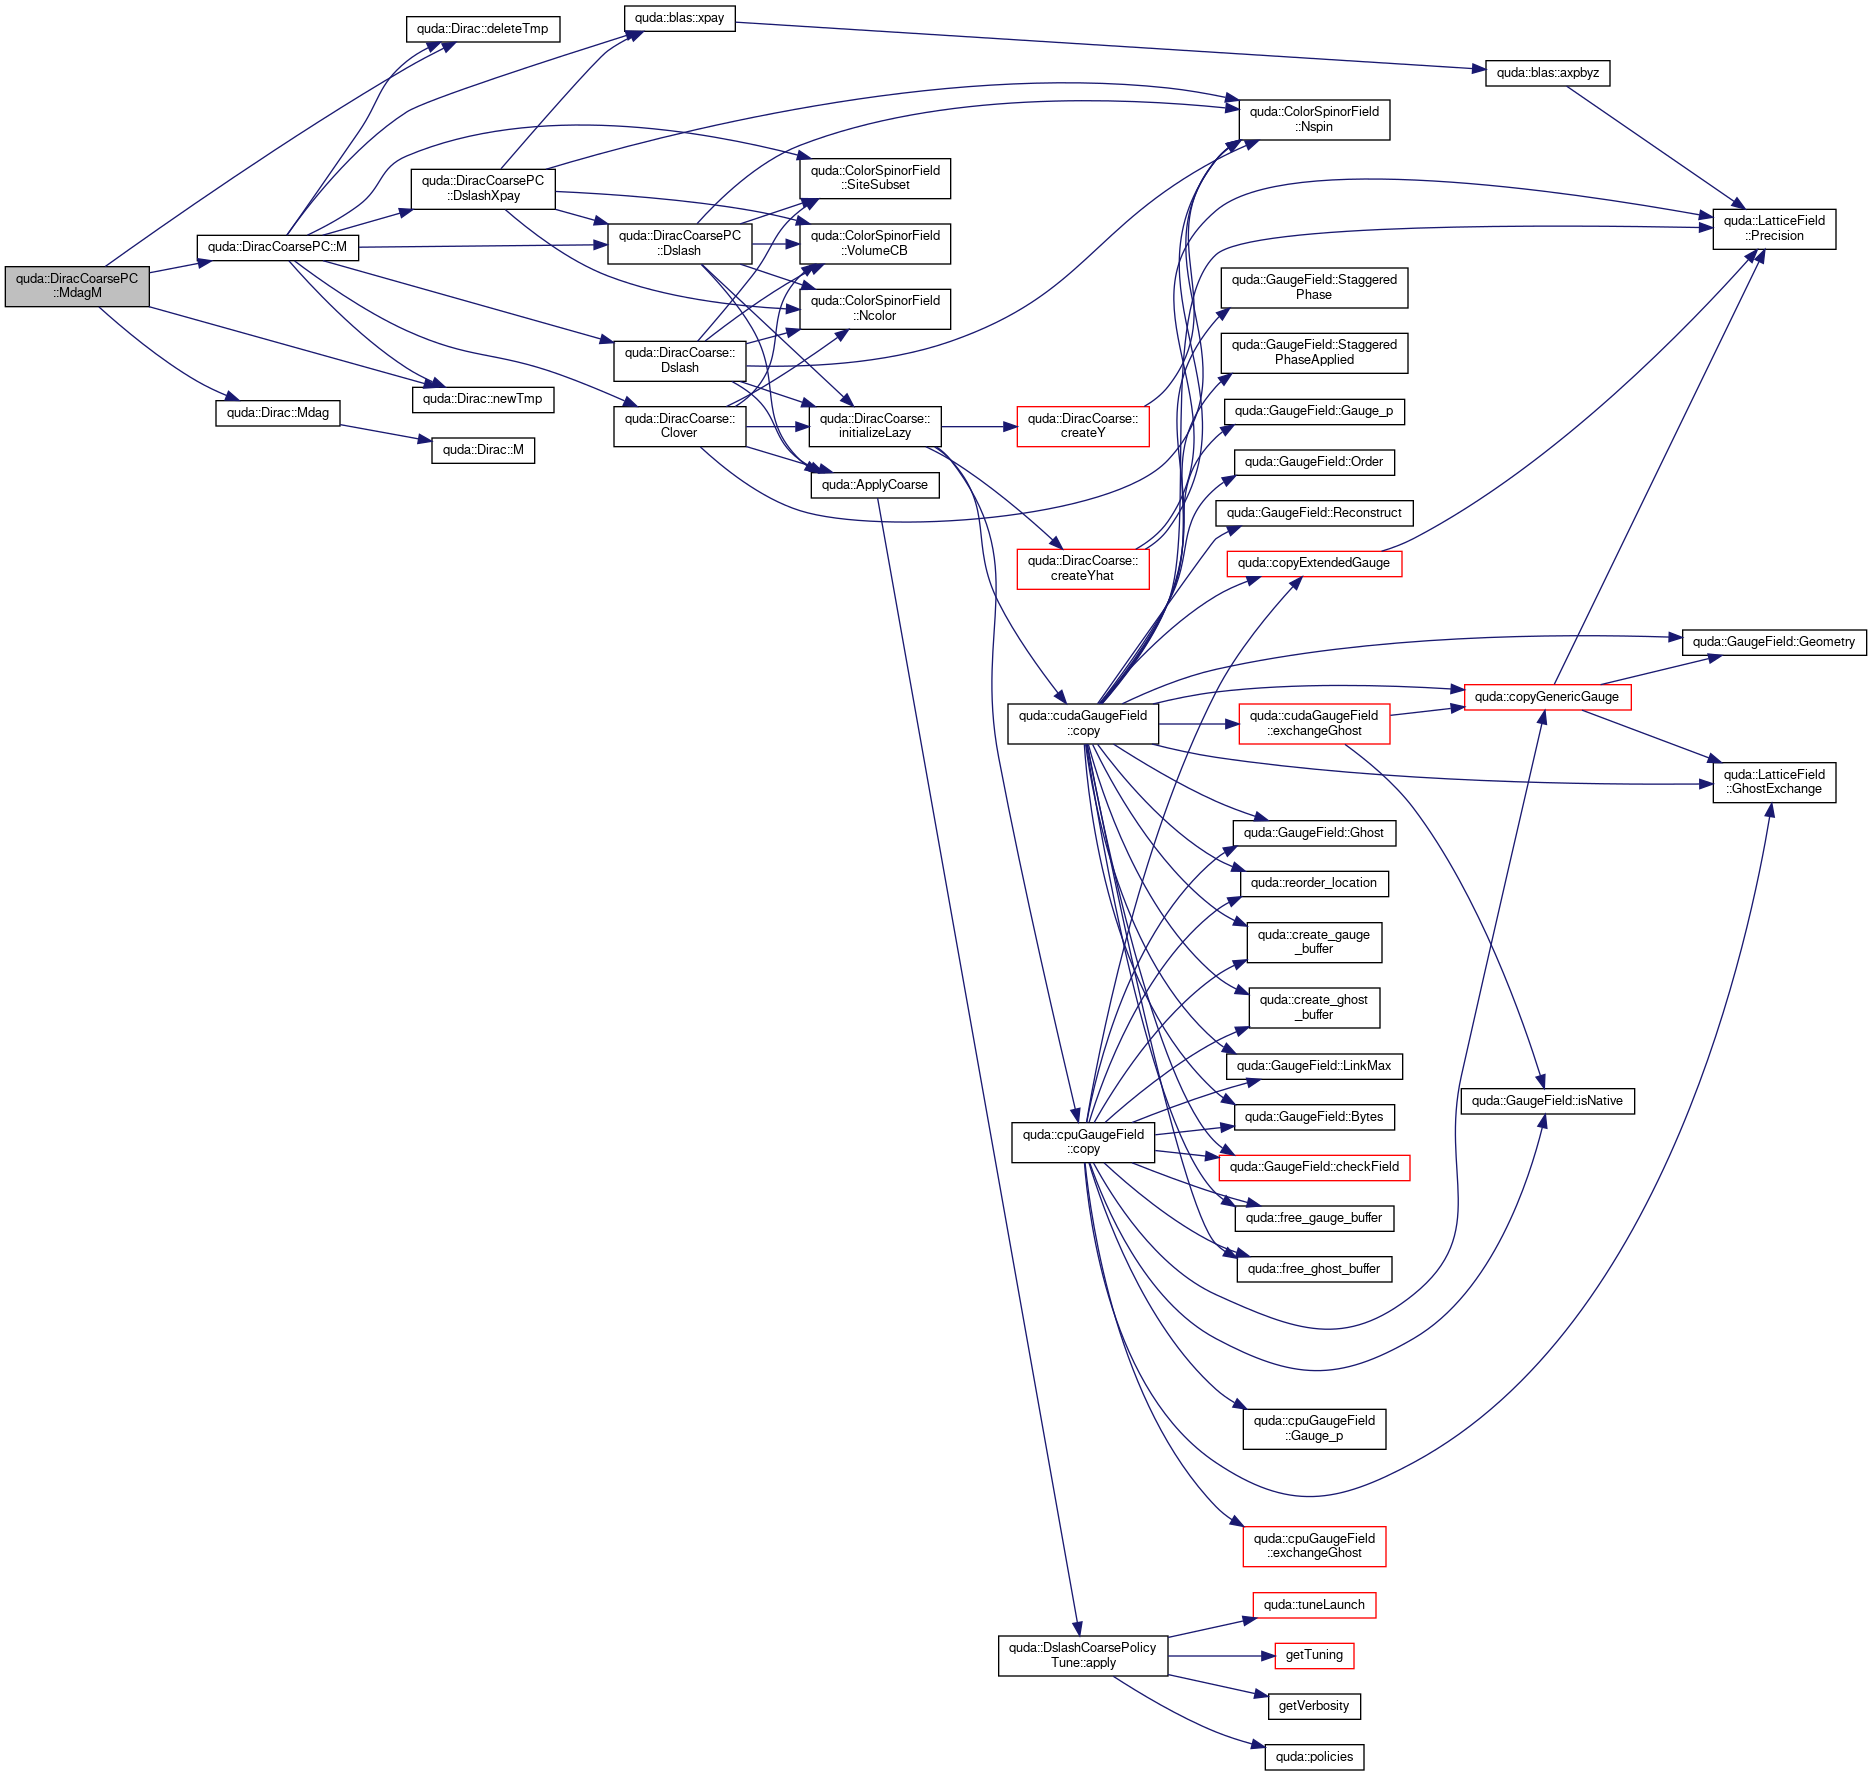 quda::DiracCoarsePC
::MdagM
quda::DiracCoarsePC::M
quda::Dirac::Mdag
quda::Dirac::deleteTmp
quda::DiracCoarsePC
::DslashXpay
quda::Dirac::newTmp
quda::Dirac::M
quda::blas::xpay
quda::DiracCoarsePC
::Dslash
quda::DiracCoarse::
Dslash
quda::DiracCoarse::
Clover
quda::ColorSpinorField
::SiteSubset
quda::ColorSpinorField
::VolumeCB
quda::ColorSpinorField
::Ncolor
quda::DiracCoarse::
initializeLazy
quda::ApplyCoarse
quda::DiracCoarse::
createY
quda::DiracCoarse::
createYhat
quda::cudaGaugeField
::copy
quda::cpuGaugeField
::copy
quda::DslashCoarsePolicy
Tune::apply
quda::ColorSpinorField
::Nspin
quda::GaugeField::Staggered
Phase
quda::GaugeField::Staggered
PhaseApplied
quda::GaugeField::Gauge_p
quda::GaugeField::Order
quda::GaugeField::Reconstruct
quda::copyExtendedGauge
quda::cudaGaugeField
::exchangeGhost
quda::GaugeField::Ghost
quda::reorder_location
quda::create_gauge
_buffer
quda::create_ghost
_buffer
quda::GaugeField::LinkMax
quda::GaugeField::Bytes
quda::GaugeField::checkField
quda::free_gauge_buffer
quda::free_ghost_buffer
quda::cpuGaugeField
::Gauge_p
quda::cpuGaugeField
::exchangeGhost
quda::tuneLaunch
getTuning
getVerbosity
quda::policies
quda::blas::axpbyz
quda::copyGenericGauge
quda::GaugeField::isNative
quda::LatticeField
::Precision
quda::GaugeField::Geometry
quda::LatticeField
::GhostExchange